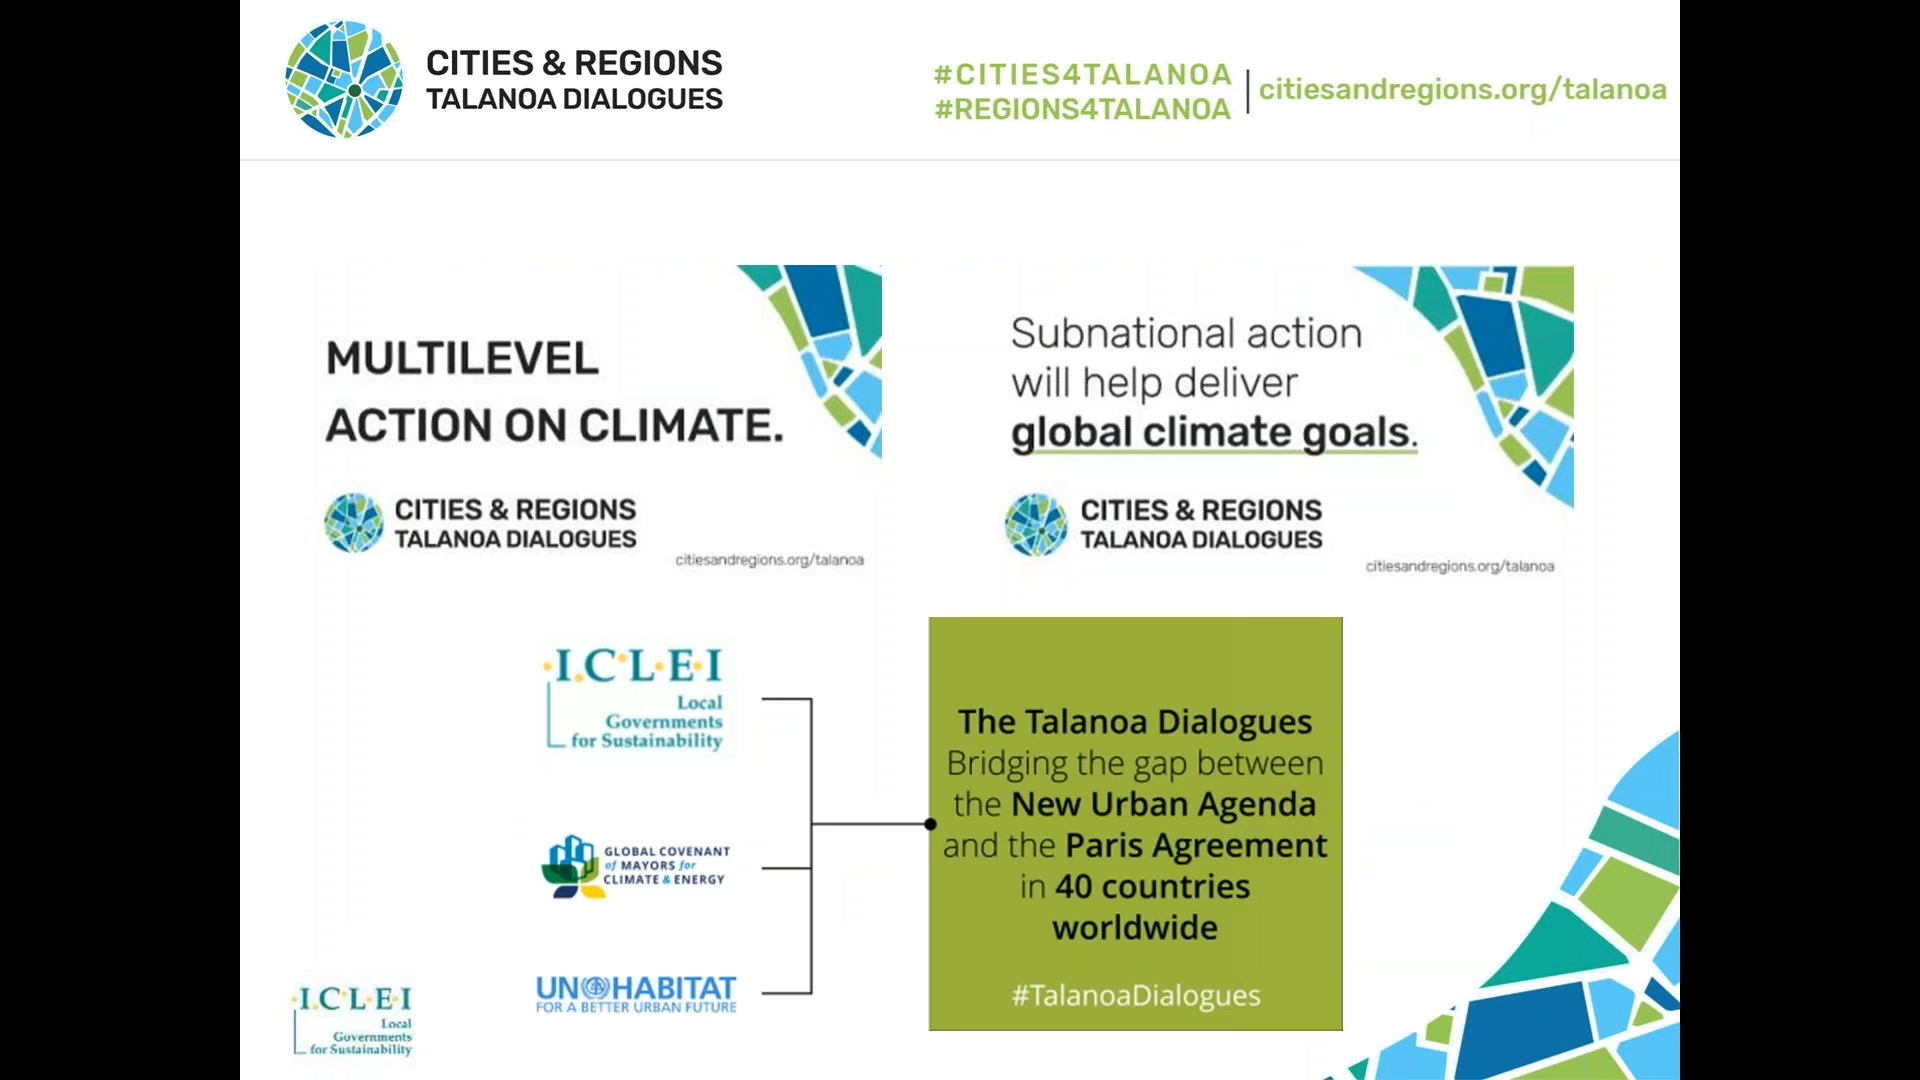 CITIES & REGIONS
TALANOA DIALOGUES
#CITIES4TALANOA
#REGIONS4TALANOA
citiesandregions.org/talanoa
MULTILEVEL
ACTION ON CLIMATE.
CITIES & REGIONS
TALANOA DIALOGUES
citiesandregions.org/talanoa
Subnational action
will help deliver
global climate goals.
CITIES & REGIONS
TALANOA DIALOGUES
citiesandregions.org/talanoa
I.C.L.E.I
Local
Governments
for Sustainability
GLOBAL COVENANT
of MAYORS for
CLIMATE & ENERGY
UN HABITAT
FOR A BETTER URBAN FUTURE
The Talanoa Dialogues
Bridging the gap between
the New Urban Agenda
and the Paris Agreement
in 40 countries
worldwide
#TalanoaDialogues
I.C.L.E.I
Local
Governments
for Sustainability